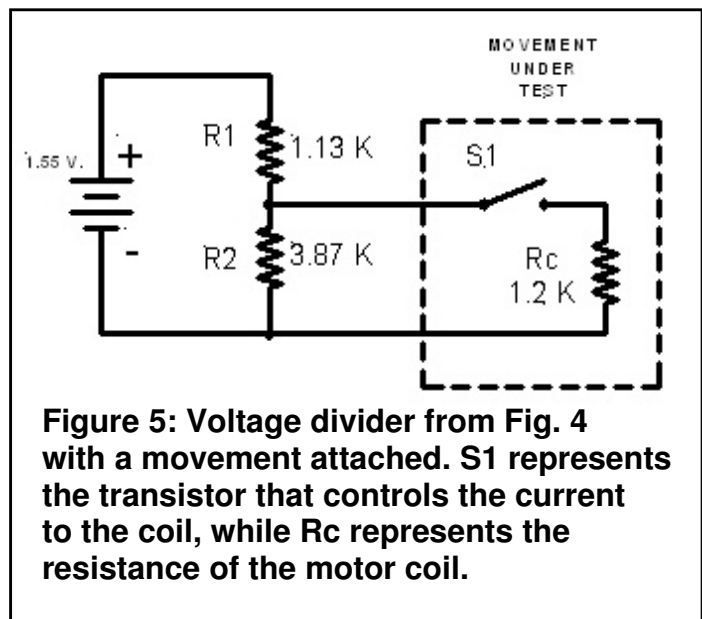 MOVEMENT
UNDER
TEST
R1
1.13 K
S1
1.55 V.
+
-
R2
3.87 K
Rc
1.2 K
Figure 5: Voltage divider from Fig. 4
with a movement attached. S1 represents
the transistor that controls the current
to the coil, while Rc represents the
resistance of the motor coil.